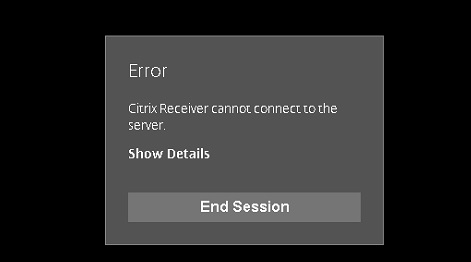 Error
Citrix Receiver cannot connect to the
server.
Show Details
End Session